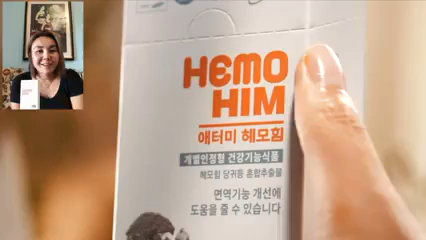 HEMO
HIM
애터미 헤모힘
개별인정형 건강기능식품
헤모힘 당귀등 혼합추출물
면역기능 개선에
도움을 줄 수 있습니다